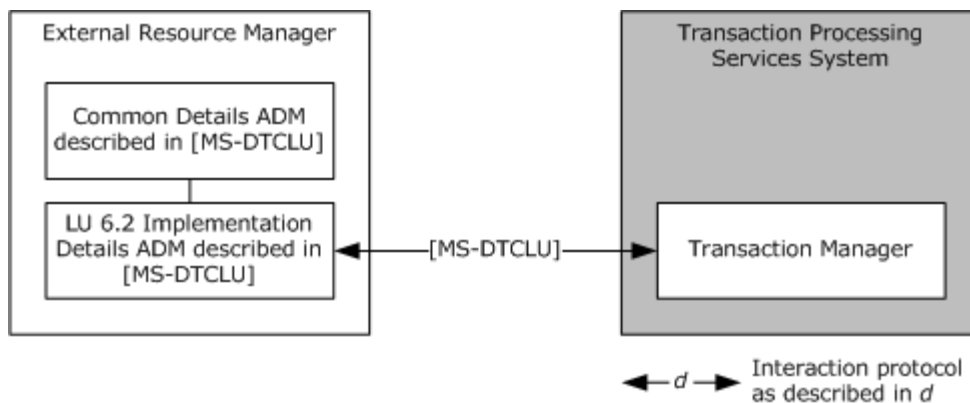 External Resource Manager
Common Details ADM
described in [MS-DTCLU]
LU 6.2 Implementation
Details ADM described in
[MS-DTCLU]
[MS-DTCLU]
Transaction Processing
Services System
Transaction Manager
d
Interaction protocol
as described in d